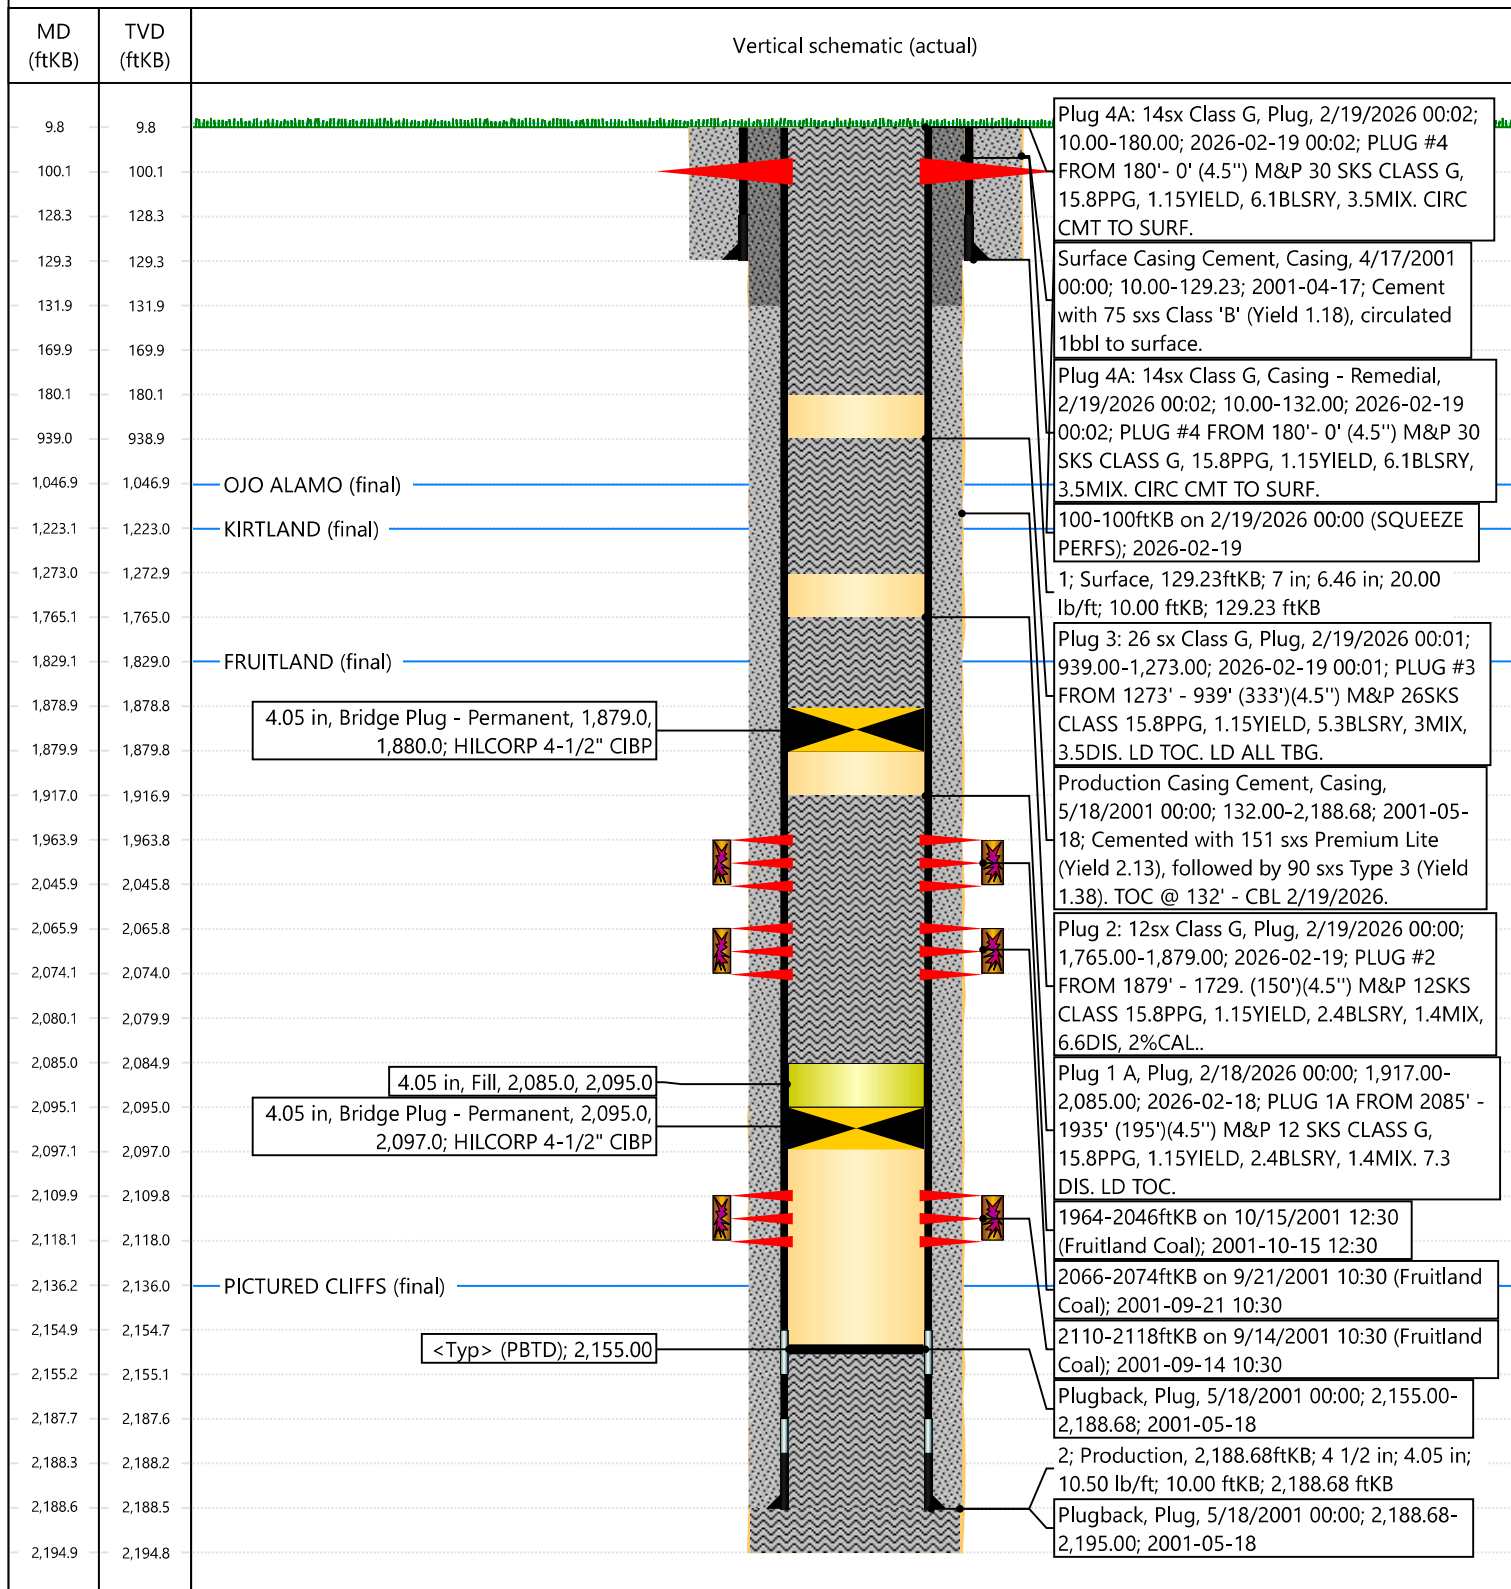 MD
(ftKB)
TVD
(ftKB)
Vertical schematic (actual)
9.8 9.8
100.1 100.1
128.3 128.3
129.3 129.3
131.9 131.9
169.9 169.9
180.1 180.1
939.0 938.9
1,046.9 1,046.9
1,223.1 1,223.0
1,273.0 1,272.9
1,765.1 1,765.0
1,829.1 1,829.0
1,878.9 1,878.8
1,879.9 1,879.8
1,917.0 1,916.9
1,963.9 1,963.8
2,045.9 2,045.8
2,065.9 2,065.8
2,074.1 2,074.0
2,080.1 2,079.9
2,085.0 2,084.9
2,095.1 2,095.0
2,097.1 2,097.0
2,109.9 2,109.8
2,118.1 2,118.0
2,136.2 2,136.0
2,154.9 2,154.7
2,155.2 2,155.1
2,187.7 2,187.6
2,188.3 2,188.2
2,188.6 2,188.5
2,194.9 2,194.8
OJO ALAMO (final)
KIRTLAND (final)
FRUITLAND (final)
4.05 in, Bridge Plug - Permanent, 1,879.0,
1,880.0; HILCORP 4-1/2" CIBP
4.05 in, Fill, 2,085.0, 2,095.0
4.05 in, Bridge Plug - Permanent, 2,095.0,
2,097.0; HILCORP 4-1/2" CIBP
PICTURED CLIFFS (final)
<Typ> (PBTD); 2,155.00
Plug 4A: 14sx Class G, Plug, 2/19/2026 00:02;
10.00-180.00; 2026-02-19 00:02; PLUG #4
FROM 180'- 0' (4.5'') M&P 30 SKS CLASS G,
15.8PPG, 1.15YIELD, 6.1BLSRY, 3.5MIX. CIRC
CMT TO SURF.
Surface Casing Cement, Casing, 4/17/2001
00:00; 10.00-129.23; 2001-04-17; Cement
with 75 sxs Class 'B' (Yield 1.18), circulated
1bbl to surface.
Plug 4A: 14sx Class G, Casing - Remedial,
2/19/2026 00:02; 10.00-132.00; 2026-02-19
00:02; PLUG #4 FROM 180'- 0' (4.5'') M&P 30
SKS CLASS G, 15.8PPG, 1.15YIELD, 6.1BLSRY,
3.5MIX. CIRC CMT TO SURF.
100-100ftKB on 2/19/2026 00:00 (SQUEEZE
PERFS); 2026-02-19
1; Surface, 129.23ftKB; 7 in; 6.46 in; 20.00
lb/ft; 10.00 ftKB; 129.23 ftKB
Plug 3: 26 sx Class G, Plug, 2/19/2026 00:01;
939.00-1,273.00; 2026-02-19 00:01; PLUG #3
FROM 1273' - 939' (333')(4.5'') M&P 26SKS
CLASS 15.8PPG, 1.15YIELD, 5.3BLSRY, 3MIX,
3.5DIS. LD TOC. LD ALL TBG.
Production Casing Cement, Casing,
5/18/2001 00:00; 132.00-2,188.68; 2001-05-
18; Cemented with 151 sxs Premium Lite
(Yield 2.13), followed by 90 sxs Type 3 (Yield
1.38). TOC @ 132' - CBL 2/19/2026.
Plug 2: 12sx Class G, Plug, 2/19/2026 00:00;
1,765.00-1,879.00; 2026-02-19; PLUG #2
FROM 1879' - 1729. (150')(4.5'') M&P 12SKS
CLASS 15.8PPG, 1.15YIELD, 2.4BLSRY, 1.4MIX,
6.6DIS, 2%CAL..
Plug 1 A, Plug, 2/18/2026 00:00; 1,917.00-
2,085.00; 2026-02-18; PLUG 1A FROM 2085' -
1935' (195')(4.5'') M&P 12 SKS CLASS G,
15.8PPG, 1.15YIELD, 2.4BLSRY, 1.4MIX. 7.3
DIS. LD TOC.
1964-2046ftKB on 10/15/2001 12:30
(Fruitland Coal); 2001-10-15 12:30
2066-2074ftKB on 9/21/2001 10:30 (Fruitland
Coal); 2001-09-21 10:30
2110-2118ftKB on 9/14/2001 10:30 (Fruitland
Coal); 2001-09-14 10:30
Plugback, Plug, 5/18/2001 00:00; 2,155.00-
2,188.68; 2001-05-18
2; Production, 2,188.68ftKB; 4 1/2 in; 4.05 in;
10.50 lb/ft; 10.00 ftKB; 2,188.68 ftKB
Plugback, Plug, 5/18/2001 00:00; 2,188.68-
2,195.00; 2001-05-18